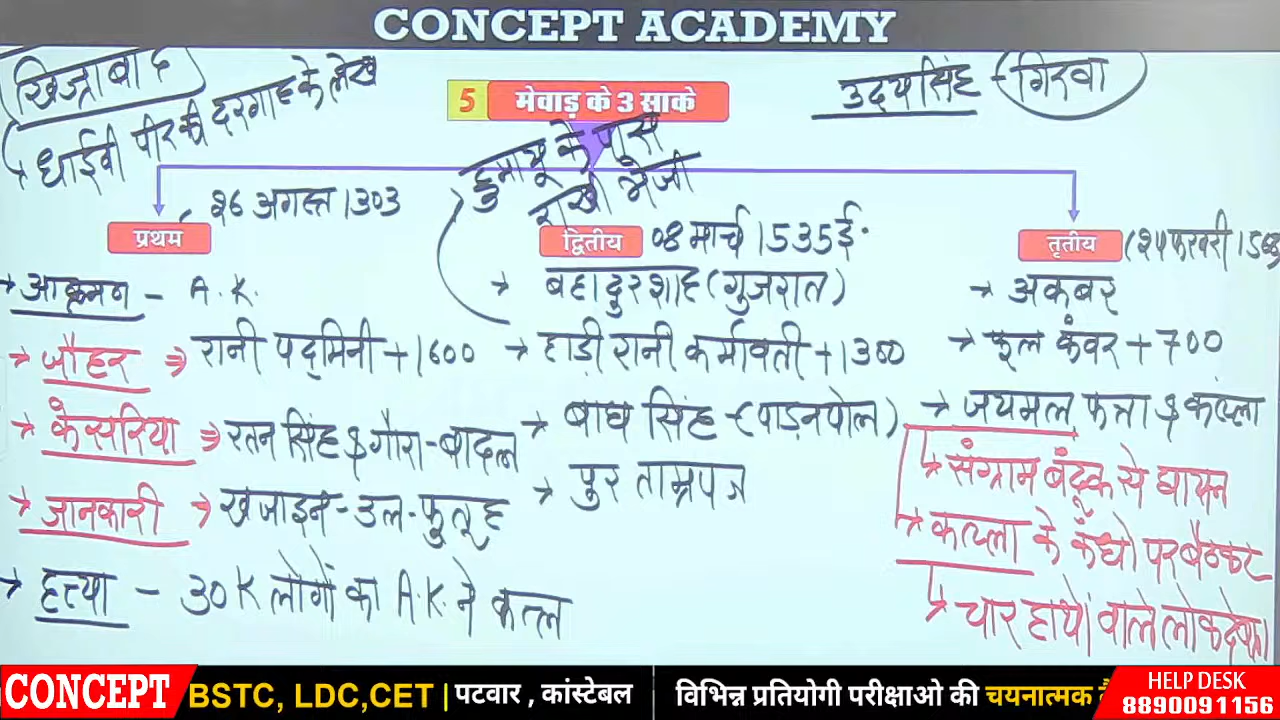 CONCEPT ACADEMY
खिज्राबाद
→ धाईबी पीर की दरगाह के लेख
5 मेवाड़ के 3 साके
उदयसिंह - गिरवा
हुमायू के पास
राखी भेजी
26 अगस्त 1303
प्रथम
द्वितीय 08 मार्च 1535ई.
तृतीय (25 फरवरी 1568
→ आक्रमण - A.K.
→ बहादुरशाह (गुजरात)
→ अकबर
→ जौहर ⇒ रानी पद्मिनी + 1600
→ हाड़ी रानी कर्मावती + 1300
→ फूल कंवर + 700
→ केसरिया ⇒ रतन सिंह & गौरा-बादल
→ बाघ सिंह - (पाडनपोल)
→ जयमल फत्ता & कल्ला
→ जानकारी → खजाइन-उल-फुतूह
→ पुर ताम्रपत्र
↳ संग्राम बंदूक से घायल
→ कल्ला के कंधो पर बैठकर
↳ चार हाथों वाले लोकदेवता
→ हत्या - 30K लोगों का A.K. ने कत्ल
CONCEPT BSTC, LDC,CET | पटवार , कांस्टेबल
विभिन्न प्रतियोगी परीक्षाओ की चयनात्मक
HELP DESK
8890091156